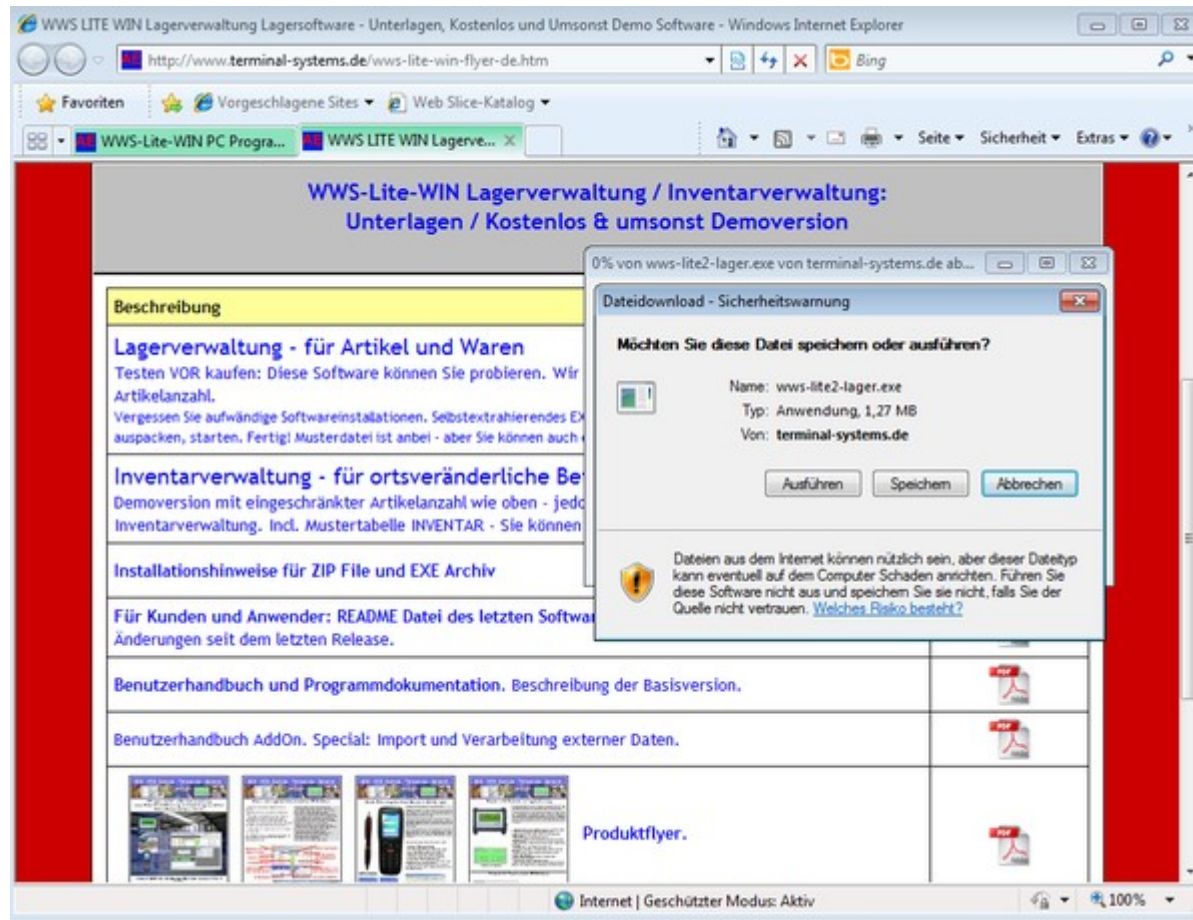 WWS LITE WIN Lagerverwaltung Lagersoftware - Unterlagen, Kostenlos und Umsonst Demo Software - Windows Internet Explorer
http://www.terminal-systems.de/wws-lite-win-flyer-de.htm
Bing
Favoriten
Vorgeschlagene Sites
Web Slice-Katalog
WWS-Lite-WIN PC Progra...
WWS LITE WIN Lagerve...
Seite
Sicherheit
Extras
WWS-Lite-WIN Lagerverwaltung / Inventarverwaltung:
Unterlagen / Kostenlos & umsonst Demoversion
Beschreibung
Lagerverwaltung - für Artikel und Waren
Testen VOR kaufen: Diese Software können Sie probieren. Wir
Artikelanzahl.
Vergessen Sie aufwändige Softwareinstallationen. Selbstextrahierendes EX
auspacken, starten. Fertig! Musterdatei ist anbei - aber Sie können auch
Inventarverwaltung - für ortsveränderliche Be
Demoversion mit eingeschränkter Artikelanzahl wie oben - jedo
Inventarverwaltung. Incl. Mustertabelle INVENTAR - Sie können
Installationshinweise für ZIP File und EXE Archiv
Für Kunden und Anwender: README Datei des letzten Softwa
Änderungen seit dem letzten Release.
Benutzerhandbuch und Programmdokumentation. Beschreibung der Basisversion.
PDF
Benutzerhandbuch AddOn. Special: Import und Verarbeitung externer Daten.
PDF
Produktflyer.
PDF
0% von wws-lite2-lager.exe von terminal-systems.de ab...
Dateidownload - Sicherheitswarnung
Möchten Sie diese Datei speichern oder ausführen?
Name: wws-lite2-lager.exe
Typ: Anwendung, 1,27 MB
Von: terminal-systems.de
Ausführen
Speichern
Abbrechen
Dateien aus dem Internet können nützlich sein, aber dieser Dateityp
kann eventuell auf dem Computer Schaden anrichten. Führen Sie
diese Software nicht aus und speichern Sie sie nicht, falls Sie der
Quelle nicht vertrauen. Welches Risiko besteht?
Internet | Geschützter Modus: Aktiv
100%